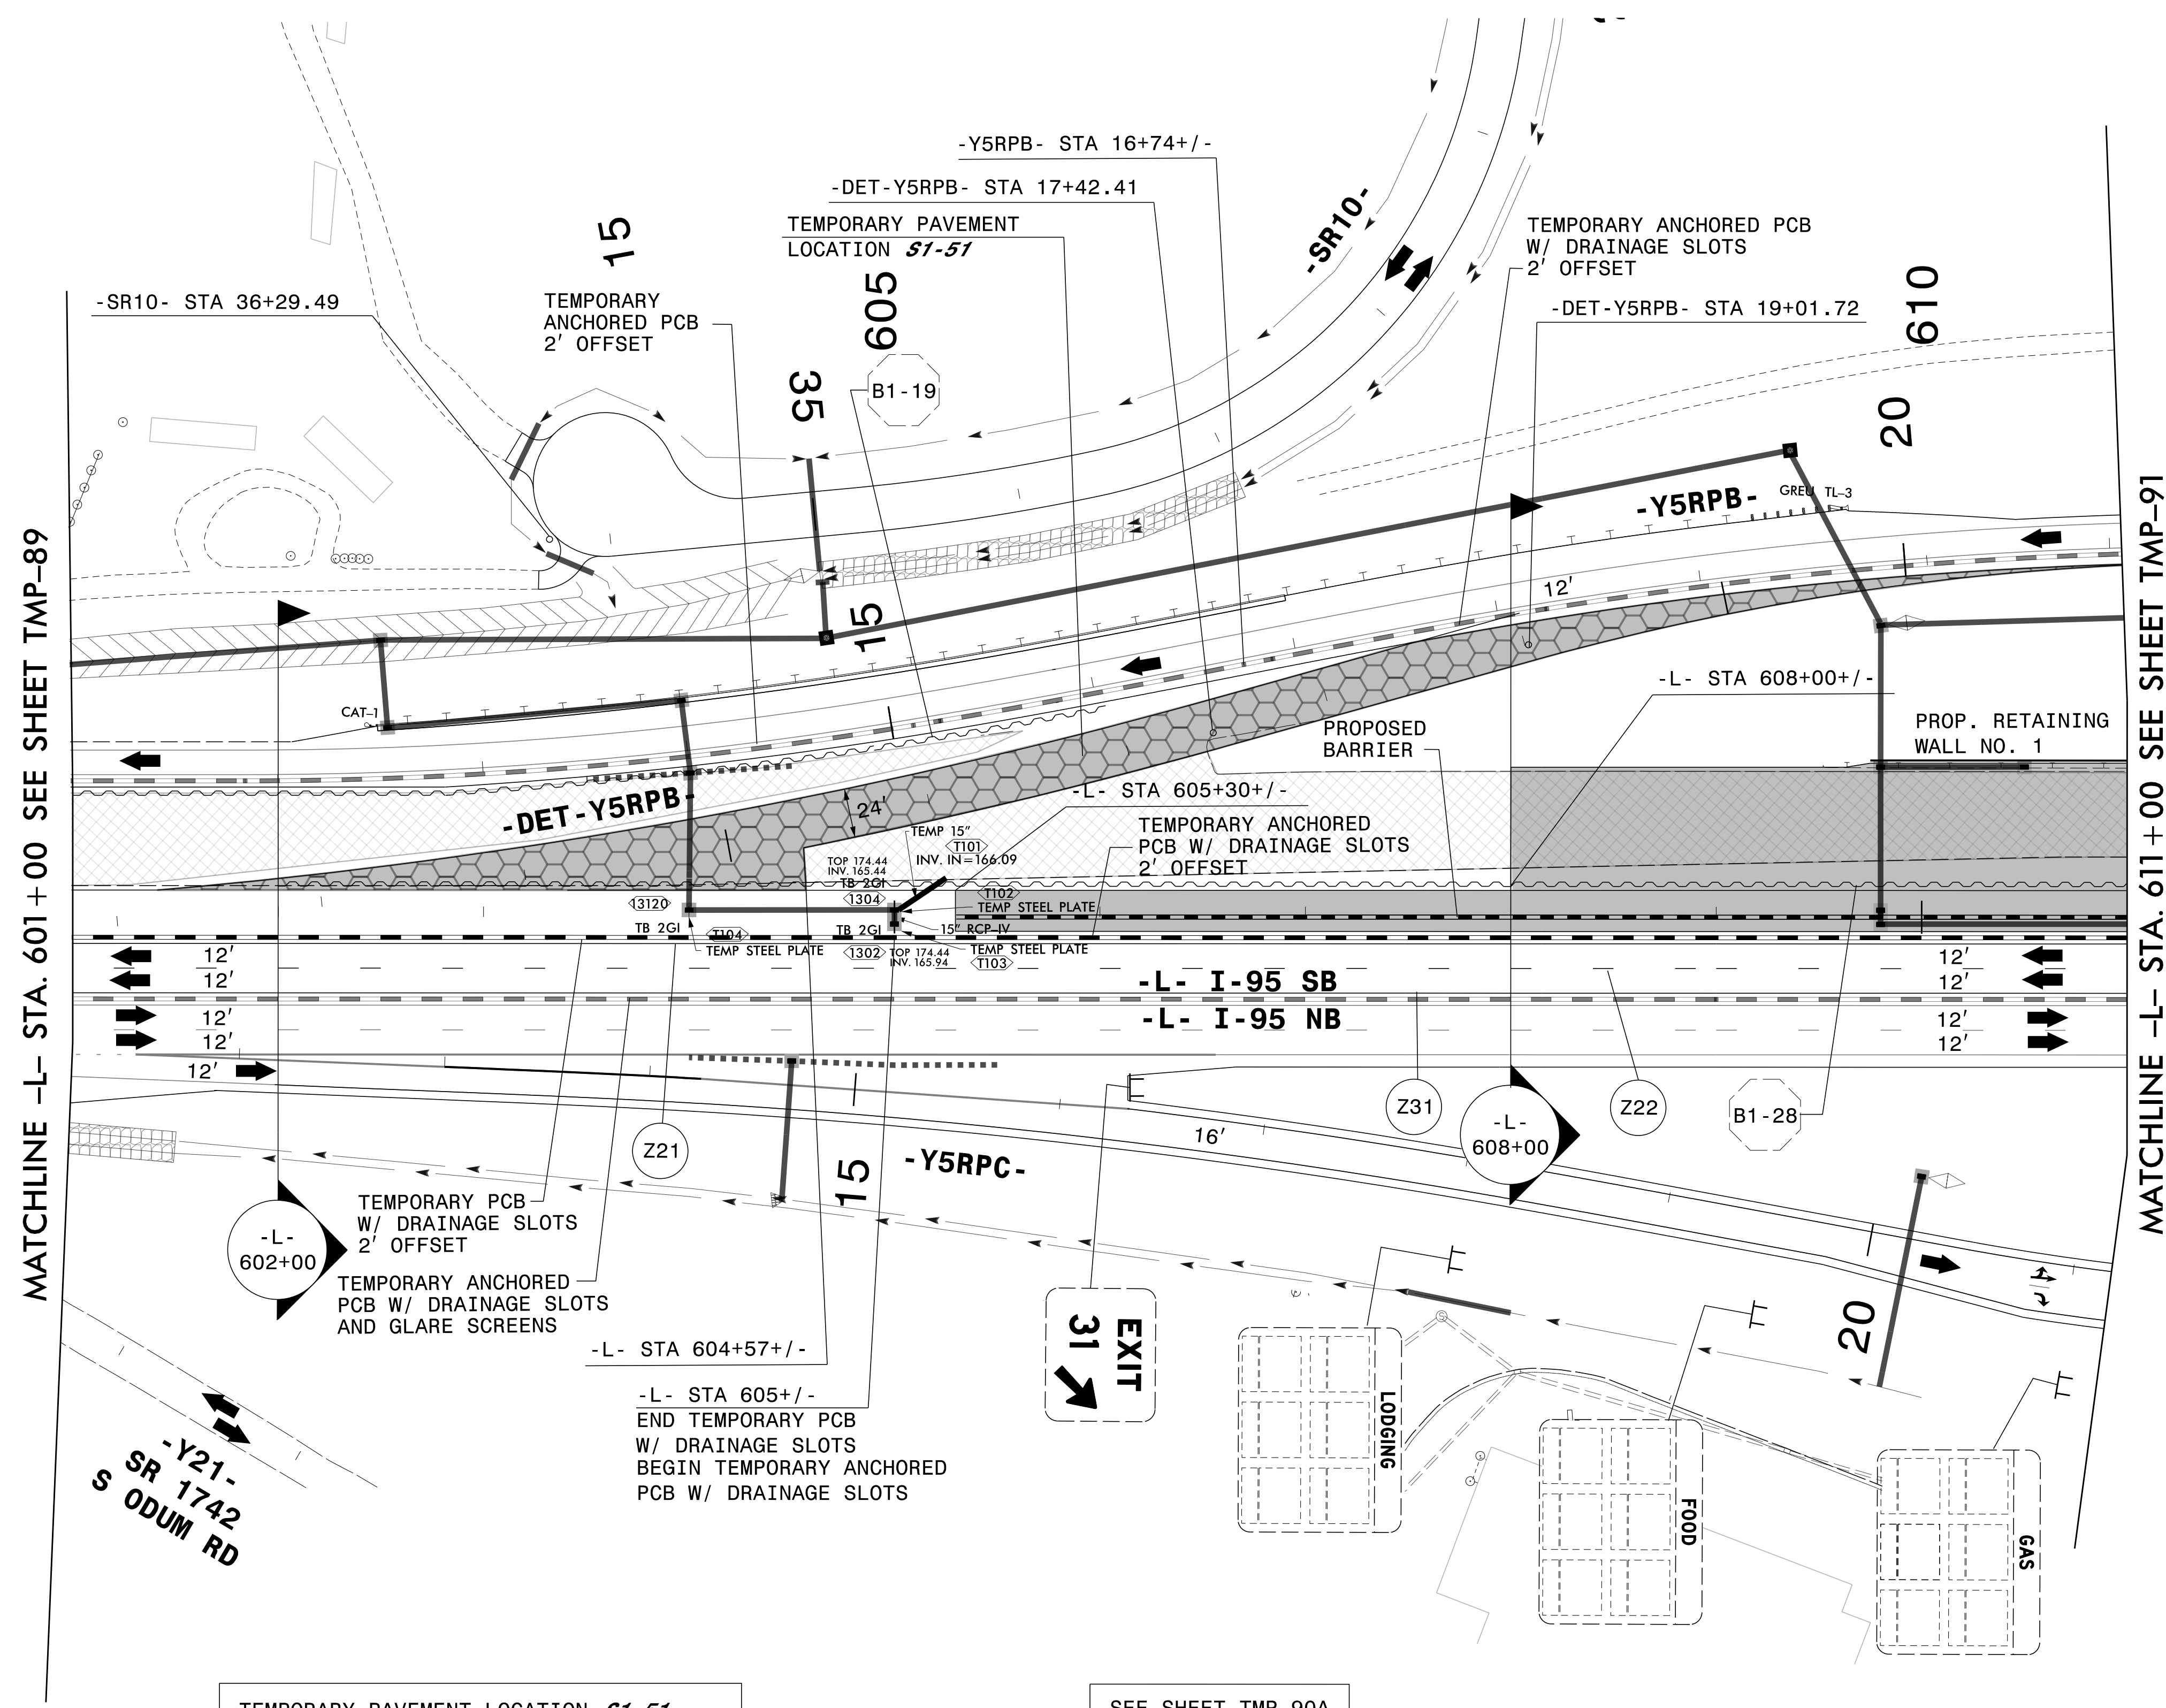 -Y5RPB- STA 16+74+/-
-DET-Y5RPB- STA 17+42.41
TEMPORARY PAVEMENT
LOCATION S1-51
-SR10-
TEMPORARY ANCHORED PCB
W/ DRAINAGE SLOTS
2' OFFSET
-DET-Y5RPB- STA 19+01.72
15
605
610
-SR10- STA 36+29.49
TEMPORARY
ANCHORED PCB
2' OFFSET
35
B1-19
20
-Y5RPB-
GREU TL-3
12'
15
CAT-1
-L- STA 608+00+/-
PROPOSED
BARRIER
PROP. RETAINING
WALL NO. 1
MATCHLINE -L- STA. 601+00 SEE SHEET TMP-89
MATCHLINE -L- STA. 611+00 SEE SHEET TMP-91
-DET-Y5RPB-
24'
-L- STA 605+30+/-
TEMPORARY ANCHORED
PCB W/ DRAINAGE SLOTS
2' OFFSET
TEMP 15"
T101
INV. IN=166.09
TOP 174.44
INV. 165.44
TB 2GI
1304
13120
T102
TEMP STEEL PLATE
TB 2GI
T104
TEMP STEEL PLATE
TB 2GI
15" RCP-IV
1302
TOP 174.44
INV. 165.94
TEMP STEEL PLATE
T103
12'
12'
12'
12'
-L- I-95 SB
-L- I-95 NB
12'
12'
12'
12'
12'
12'
Z31
Z22
B1-28
-L-
608+00
Z21
16'
-Y5RPC-
15
-L-
602+00
TEMPORARY PCB
W/ DRAINAGE SLOTS
2' OFFSET
TEMPORARY ANCHORED
PCB W/ DRAINAGE SLOTS
AND GLARE SCREENS
-L- STA 604+57+/-
-L- STA 605+/-
END TEMPORARY PCB
W/ DRAINAGE SLOTS
BEGIN TEMPORARY ANCHORED
PCB W/ DRAINAGE SLOTS
EXIT
31
20
S
LODGING
FOOD
GAS
-Y21-
SR 1742
S ODUM RD
TEMPORARY PAVEMENT LOCATION S1-51
SEE SHEET TMP-90A